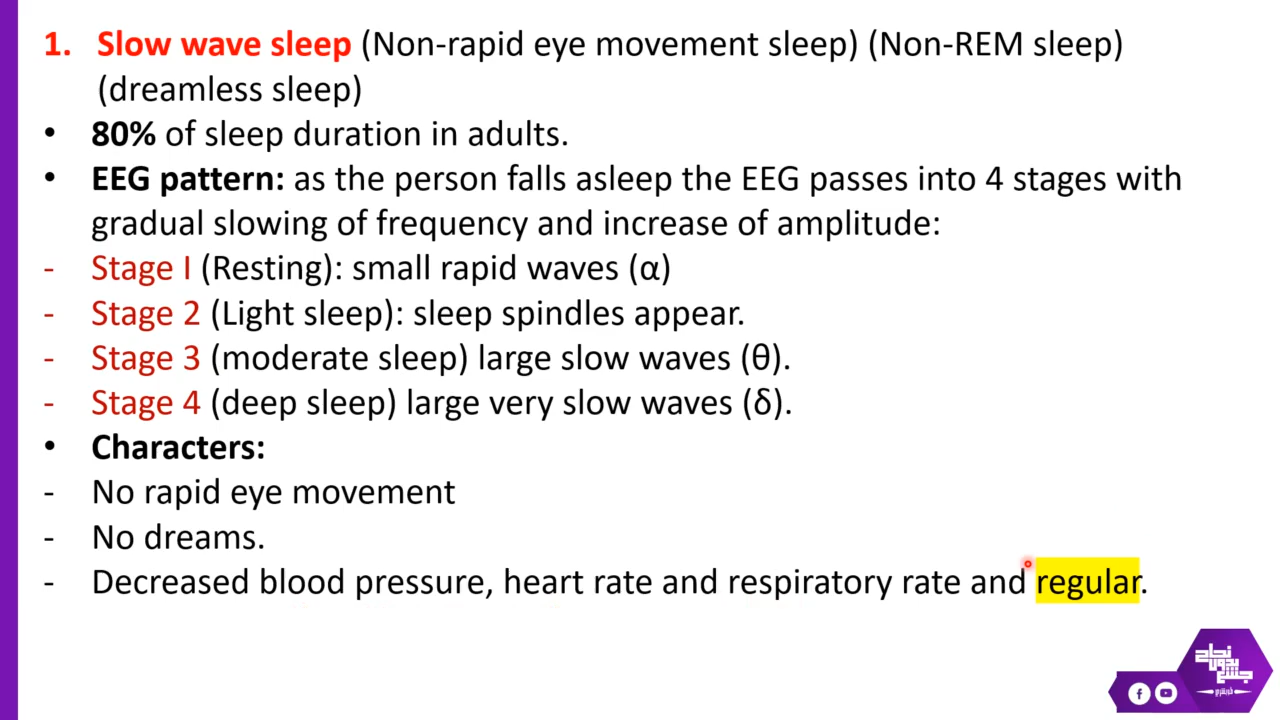 1. Slow wave sleep (Non-rapid eye movement sleep) (Non-REM sleep)
(dreamless sleep)
• 80% of sleep duration in adults.
• EEG pattern: as the person falls asleep the EEG passes into 4 stages with
gradual slowing of frequency and increase of amplitude:
- Stage I (Resting): small rapid waves (α)
- Stage 2 (Light sleep): sleep spindles appear.
- Stage 3 (moderate sleep) large slow waves (θ).
- Stage 4 (deep sleep) large very slow waves (δ).
• Characters:
- No rapid eye movement
- No dreams.
- Decreased blood pressure, heart rate and respiratory rate and regular.
نجاح
بدون